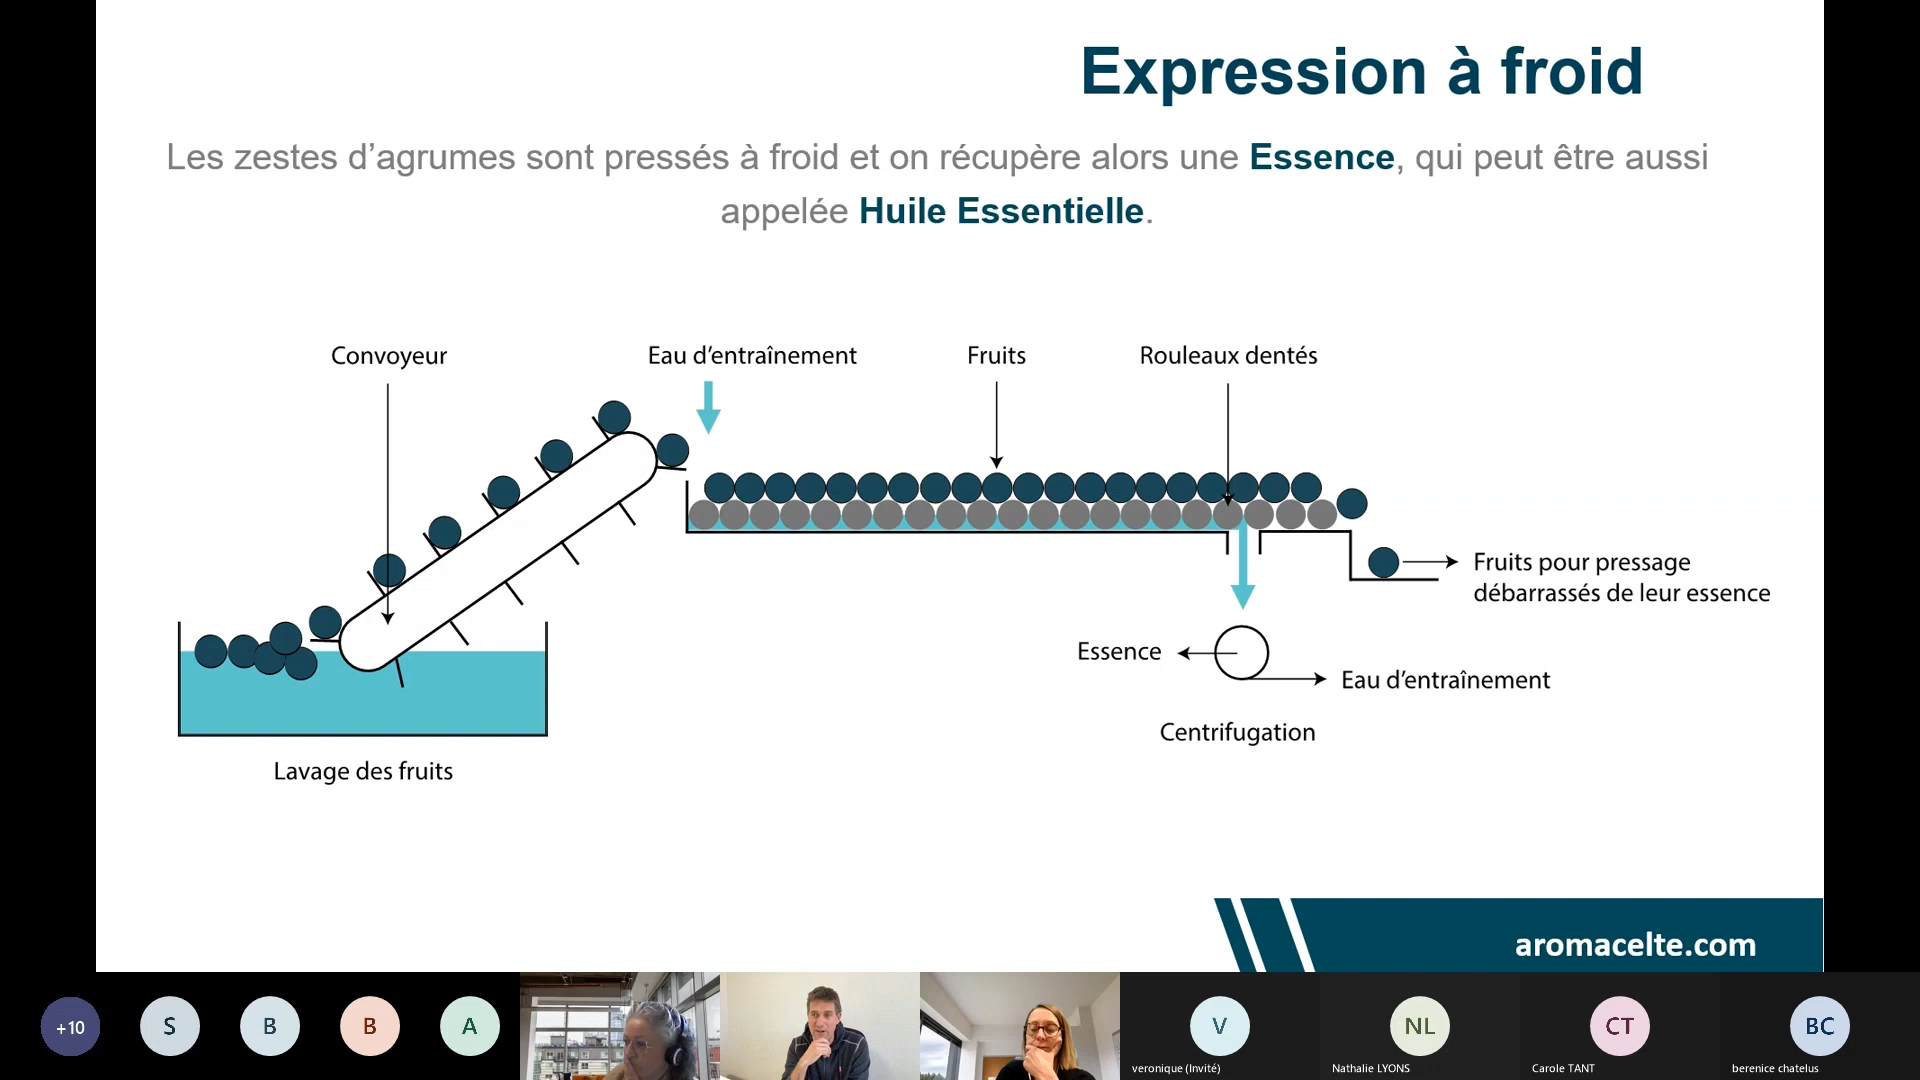 Expression à froid
Les zestes d’agrumes sont pressés à froid et on récupère alors une Essence, qui peut être aussi
appelée Huile Essentielle.
Convoyeur
Eau d’entraînement
Fruits
Rouleaux dentés
Fruits pour pressage
débarrassés de leur essence
Essence
Eau d’entraînement
Centrifugation
Lavage des fruits
aromacelte.com
+10
S
B
B
A
V
NL
CT
BC
veronique (Invité)
Nathalie LYONS
Carole TANT
berenice chatelus